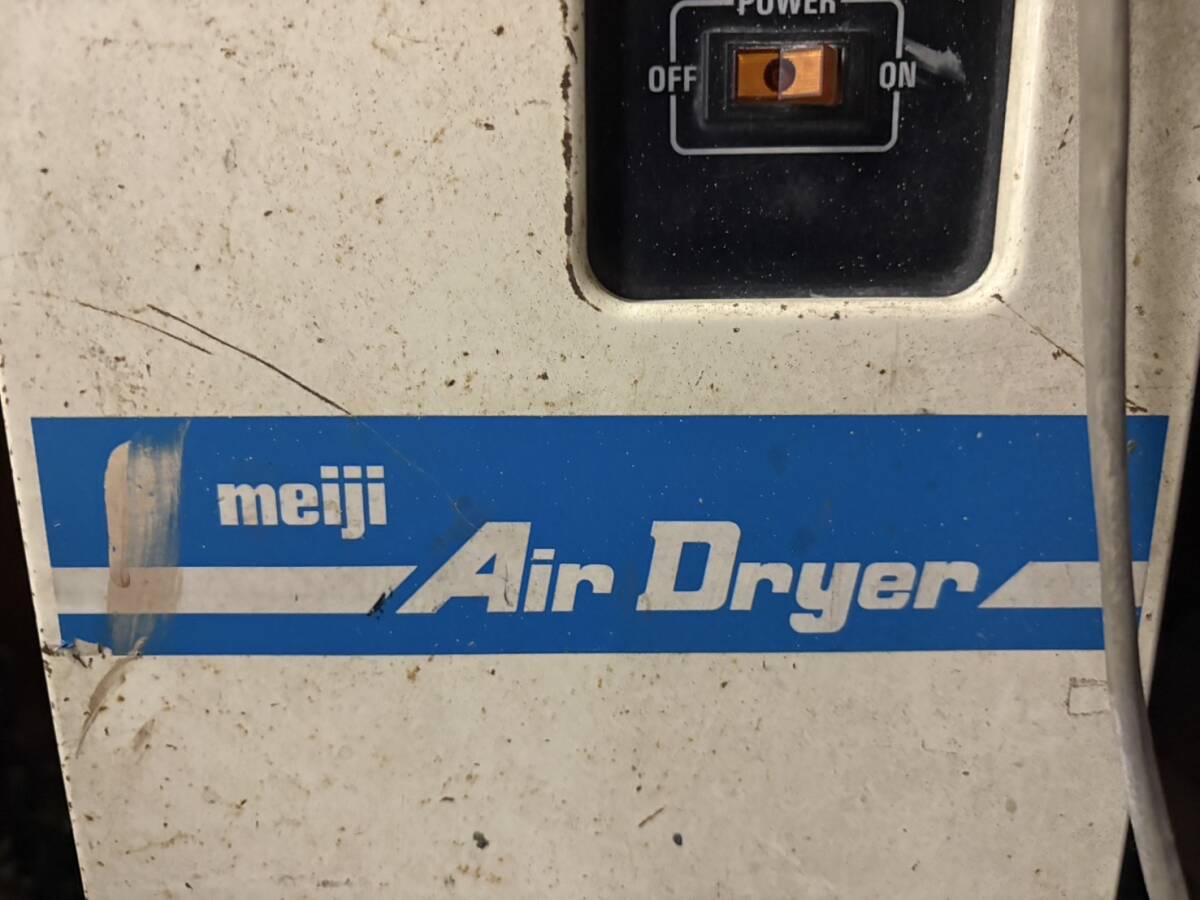 POWER
OFF ON
meiji
Air Dryer